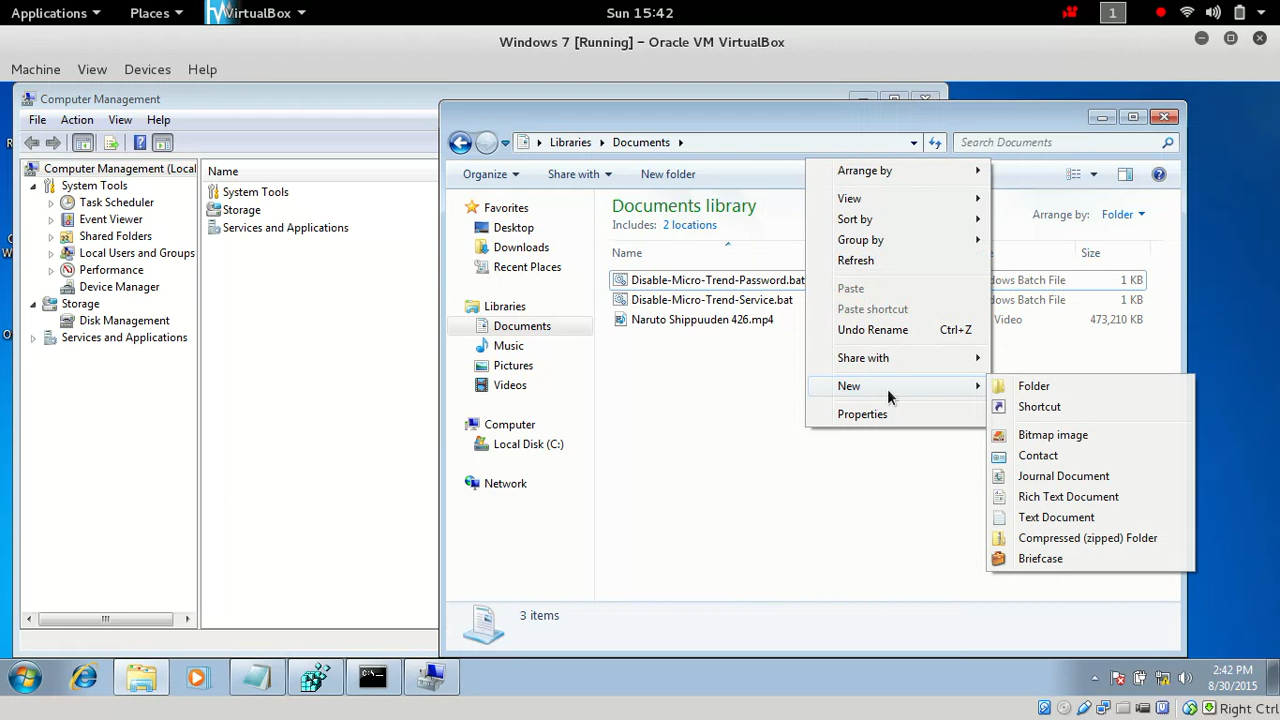 Applications Places VirtualBox Sun 15:42 1
Windows 7 [Running] – Oracle VM VirtualBox
Machine View Devices Help
Computer Management
File Action View Help
Computer Management (Local
System Tools
Task Scheduler
Event Viewer
Shared Folders
Local Users and Groups
Performance
Device Manager
Storage
Disk Management
Services and Applications
Name
System Tools
Storage
Services and Applications
Libraries Documents
Search Documents
Organize Share with New folder
Favorites
Desktop
Downloads
Recent Places
Libraries
Documents
Music
Pictures
Videos
Computer
Local Disk (C:)
Network
Documents library
Includes: 2 locations
Arrange by: Folder
Name Size
Disable-Micro-Trend-Password.bat dows Batch File 1 KB
Disable-Micro-Trend-Service.bat dows Batch File 1 KB
Naruto Shippuuden 426.mp4 Video 473,210 KB
3 items
Arrange by
View
Sort by
Group by
Refresh
Paste
Paste shortcut
Undo Rename Ctrl+Z
Share with
New
Properties
Folder
Shortcut
Bitmap image
Contact
Journal Document
Rich Text Document
Text Document
Compressed (zipped) Folder
Briefcase
2:42 PM
8/30/2015
Right Ctrl